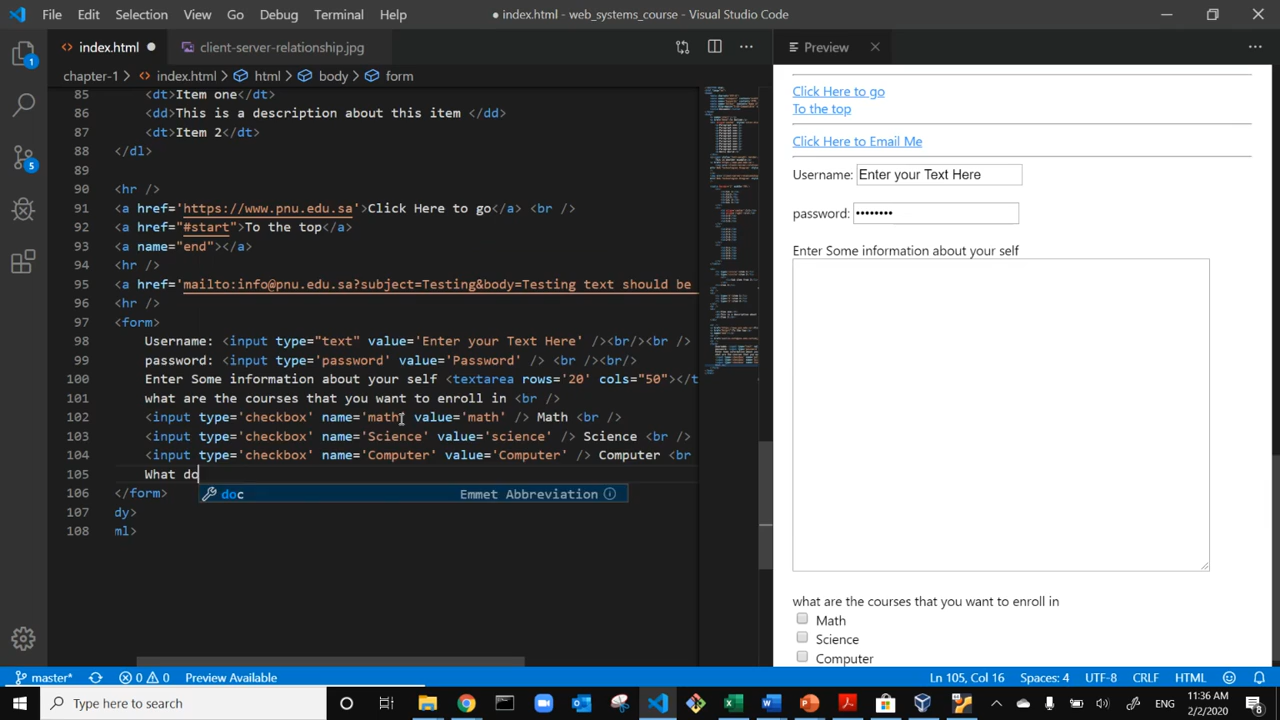 File Edit Selection View Go Debug Terminal Help
● index.html - web_systems_course - Visual Studio Code
index.html ●
client-server-relationship.jpg
Preview
chapter-1 > index.html > html > body > form
85 <dt>Item one</dt>
86 <dd>This is a description about this item </dd>
87 <dt>Item 2</dt>
88 </dl>
89
90 <hr />
91 <a href='https://www.pnu.edu.sa'>Click Here to go</a> <br />
92 <a href="#start">To the top</a>
93 <a name="end"></a>
94 <hr />
95 <a href='mailto:info@pnu.edu.sa?subject=Testing&body=Testing text should be
96 <hr />
97 <form>
98 Username: <input type="text" value='Enter your Text Here' /><br/><br />
99 password: <input type='password' value='password' /> <br /><br/>
100 Enter Some information about your self <textarea rows='20' cols="50"></t
101 what are the courses that you want to enroll in <br />
102 <input type='checkbox' name='math' value='math' /> Math <br />
103 <input type='checkbox' name='Science' value='science' /> Science <br />
104 <input type='checkbox' name='Computer' value='Computer' /> Computer <br
105 What do
doc Emmet Abbreviation
106 </form>
107 dy>
108 ml>
Click Here to go
To the top
Click Here to Email Me
Username: Enter your Text Here
password: ••••••••
Enter Some information about your self
what are the courses that you want to enroll in
Math
Science
Computer
1
5
master* 0 0 Preview Available
Ln 105, Col 16 Spaces: 4 UTF-8 CRLF HTML
Type here to search
ENG
11:36 AM
2/2/2020
8